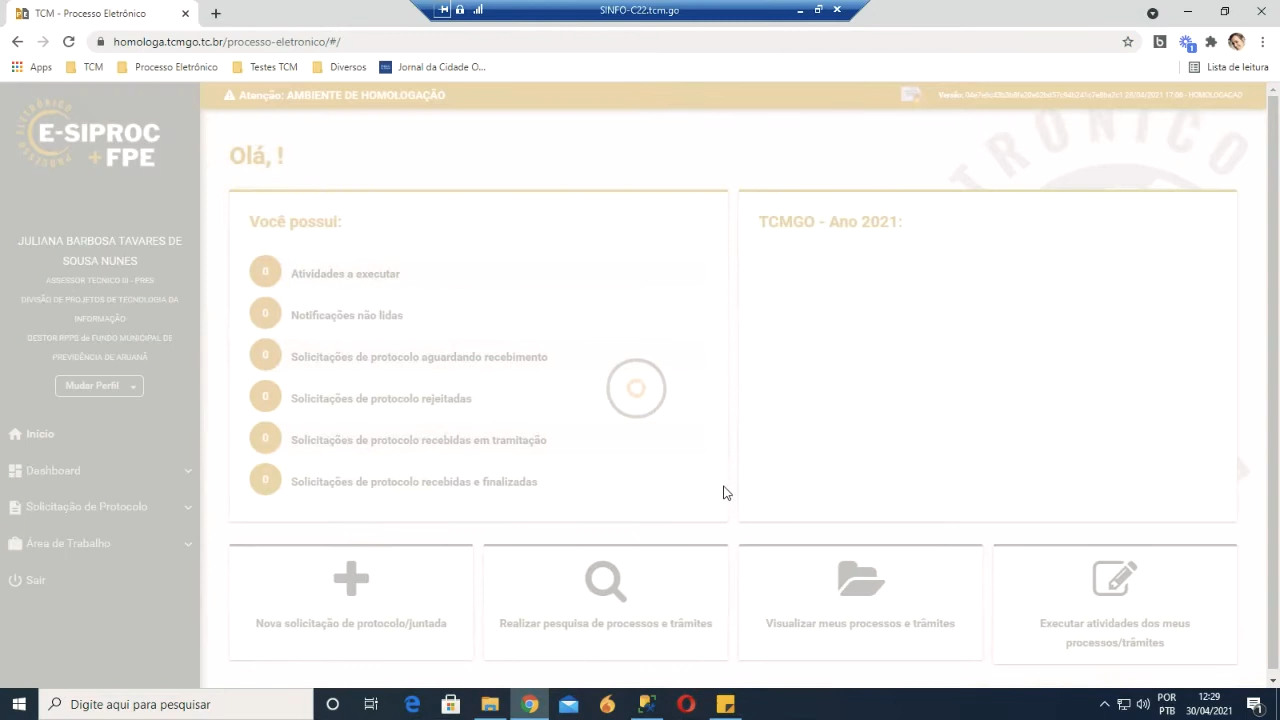 TCM - Processo Eletrônico
SINFO-C22.tcm.go
homologa.tcmgo.tc.br/processo-eletronico/#/
Apps
TCM
Processo Eletrônico
Testes TCM
Diversos
Jornal da Cidade O...
Lista de leitura
E-SIPROC
+FPE
Atenção: AMBIENTE DE HOMOLOGAÇÃO
Versão:
17:06 - HOMOLOGACAO
TRONICO
Olá, !
JULIANA BARBOSA TAVARES DE
SOUSA NUNES
ASSESSOR TECNICO III - PRRG
DIVISÃO DE PROJETOS DE TECNOLOGIA DA
INFORMAÇÃO
GESTOR RPPS de FUNDO MUNICIPAL DE
PREVIDÊNCIA DE ARUANÃ
Mudar Perfil
Início
Dashboard
Solicitação de Protocolo
Área de Trabalho
Sair
Você possui:
0 Atividades a executar
0 Notificações não lidas
0 Solicitações de protocolo aguardando recebimento
0 Solicitações de protocolo rejeitadas
0 Solicitações de protocolo recebidas em tramitação
0 Solicitações de protocolo recebidas e finalizadas
TCMGO - Ano 2021:
Nova solicitação de protocolo/juntada
Realizar pesquisa de processos e trâmites
Visualizar meus processos e trâmites
Executar atividades dos meus
processos/trâmites
Digite aqui para pesquisar
POR
PTB
12:29
30/04/2021